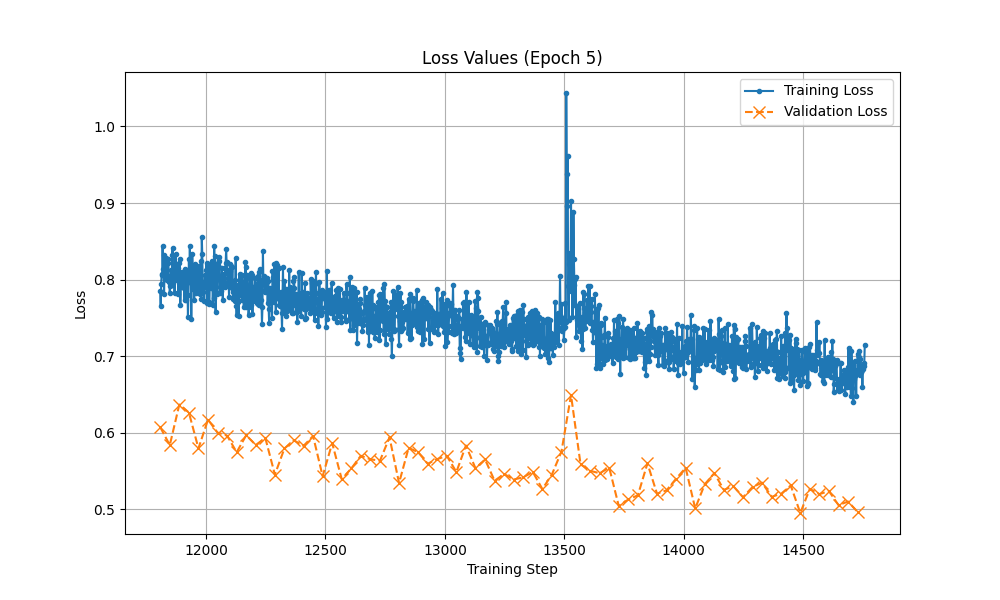 Loss Values (Epoch 5)
Training Loss
Validation Loss
1.0
0.9
0.8
0.7
0.6
0.5
Loss
12000 12500 13000 13500 14000 14500
Training Step